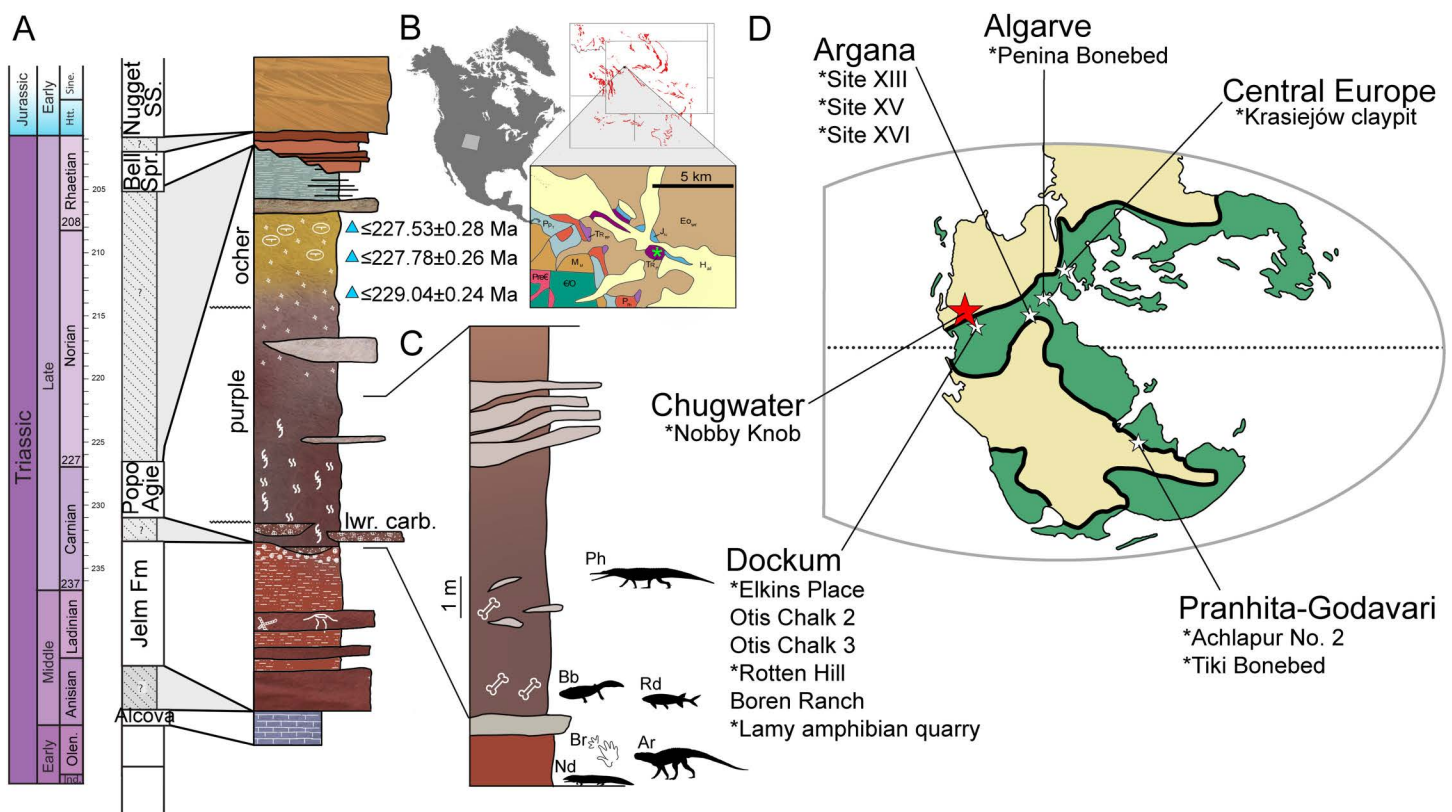 A
Jurassic
Early
Sine.
Htt.
Triassic
Late
Middle
Early
Rhaetian
Norian
Carnian
Ladinian
Anisian
Olen.
Ind.
205
208
210
215
220
225
227
230
235
237
Nugget
SS.
?
Bell
Spr.
?
Popo
Agie
?
Jelm Fm
?
Alcova
ocher
purple
lwr. carb.
≤227.53±0.28 Ma
≤227.78±0.26 Ma
≤229.04±0.24 Ma
B
5 km
C
1 m
Ph
Bb
Rd
Br
Ar
Nd
D
Argana
*Site XIII
*Site XV
*Site XVI
Algarve
*Penina Bonebed
Central Europe
*Krasiejów claypit
Chugwater
*Nobby Knob
Dockum
*Elkins Place
Otis Chalk 2
Otis Chalk 3
*Rotten Hill
Boren Ranch
*Lamy amphibian quarry
Pranhita-Godavari
*Achlapur No. 2
*Tiki Bonebed